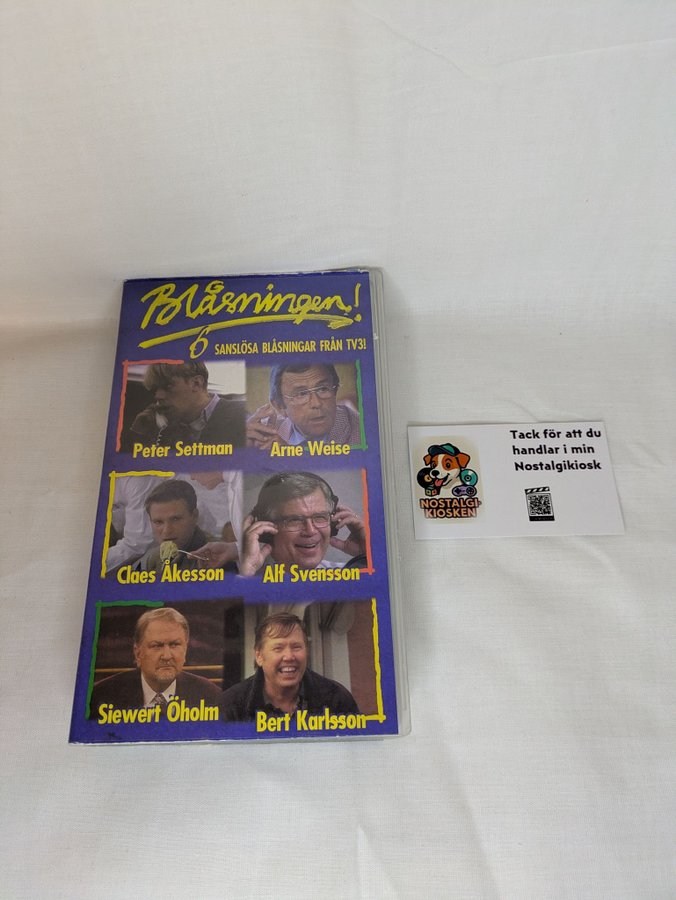 Blåsningen!
6 SANSLÖSA BLÅSNINGAR FRÅN TV3!
Peter Settman
Arne Weise
Claes Åkesson
Alf Svensson
Siewert Öholm
Bert Karlsson
Tack för att du
handlar i min
Nostalgikiosk
NOSTALGI-
KIOSKEN